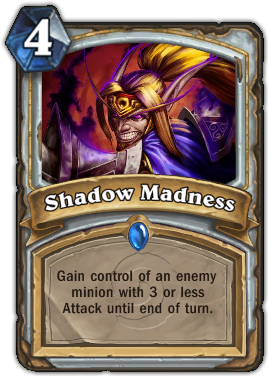 4
Shadow Madness
Gain control of an enemy
minion with 3 or less
Attack until end of turn.